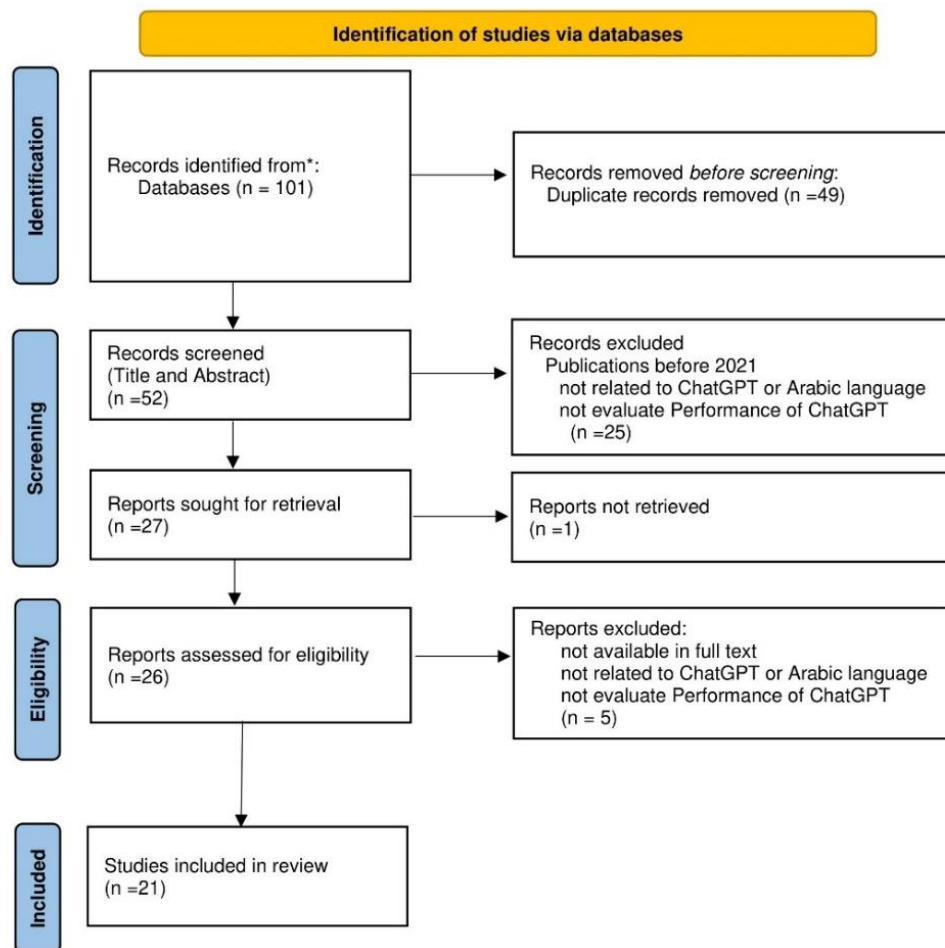 Identification of studies via databases
Identification
Records identified from*:
Databases (n = 101)
Records removed before screening:
Duplicate records removed (n =49)
Screening
Records screened
(Title and Abstract)
(n =52)
Records excluded
Publications before 2021
not related to ChatGPT or Arabic language
not evaluate Performance of ChatGPT
(n =25)
Reports sought for retrieval
(n =27)
Reports not retrieved
(n =1)
Eligibility
Reports assessed for eligibility
(n =26)
Reports excluded:
not available in full text
not related to ChatGPT or Arabic language
not evaluate Performance of ChatGPT
(n = 5)
Included
Studies included in review
(n =21)